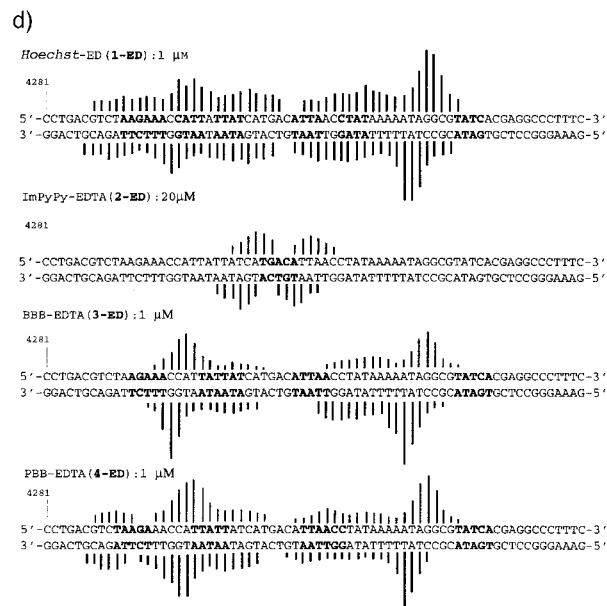 d)
Hoechst-ED(1-ED):1 μM
4281
5′-CCTGACGTCTAAGAAACCATTATTATCATGACATTAACCTATAAAAATAGGCGTATCACGAGGCCCTTTC-3′
3′-GGACTGCAGATTCTTTGGTAATAATAGTACTGTAATTGGATATTTTTATCCGCATAGTGCTCCGGGAAAG-5′
ImPyPy-EDTA(2-ED):20μM
4281
5′-CCTGACGTCTAAGAAACCATTATTATCATGACATTAACCTATAAAAATAGGCGTATCACGAGGCCCTTTC-3′
3′-GGACTGCAGATTCTTTGGTAATAATAGTACTGTAATTGGATATTTTTATCCGCATAGTGCTCCGGGAAAG-5′
BBB-EDTA(3-ED):1 μM
4281
5′-CCTGACGTCTAAGAAACCATTATTATCATGACATTAACCTATAAAAATAGGCGTATCACGAGGCCCTTTC-3′
3′-GGACTGCAGATTCTTTGGTAATAATAGTACTGTAATTGGATATTTTTATCCGCATAGTGCTCCGGGAAAG-5′
PBB-EDTA(4-ED):1 μM
4281
5′-CCTGACGTCTAAGAAACCATTATTATCATGACATTAACCTATAAAAATAGGCGTATCACGAGGCCCTTTC-3′
3′-GGACTGCAGATTCTTTGGTAATAATAGTACTGTAATTGGATATTTTTATCCGCATAGTGCTCCGGGAAAG-5′